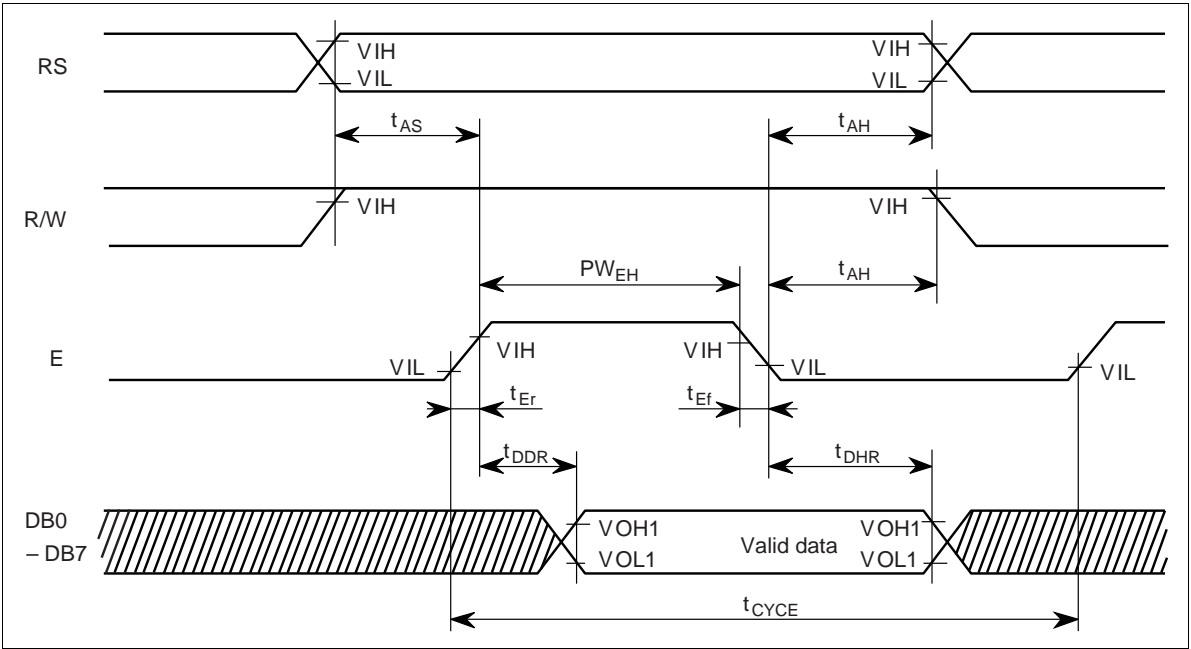 RS
VIH
VIL
VIH
VIL
tAS
tAH
R/W
VIH
VIH
PWEH
tAH
E
VIL
VIH
VIH
VIL
VIL
tEr
tEf
tDDR
tDHR
DB0
– DB7
VOH1
VOL1
Valid data
VOH1
VOL1
tCYCE